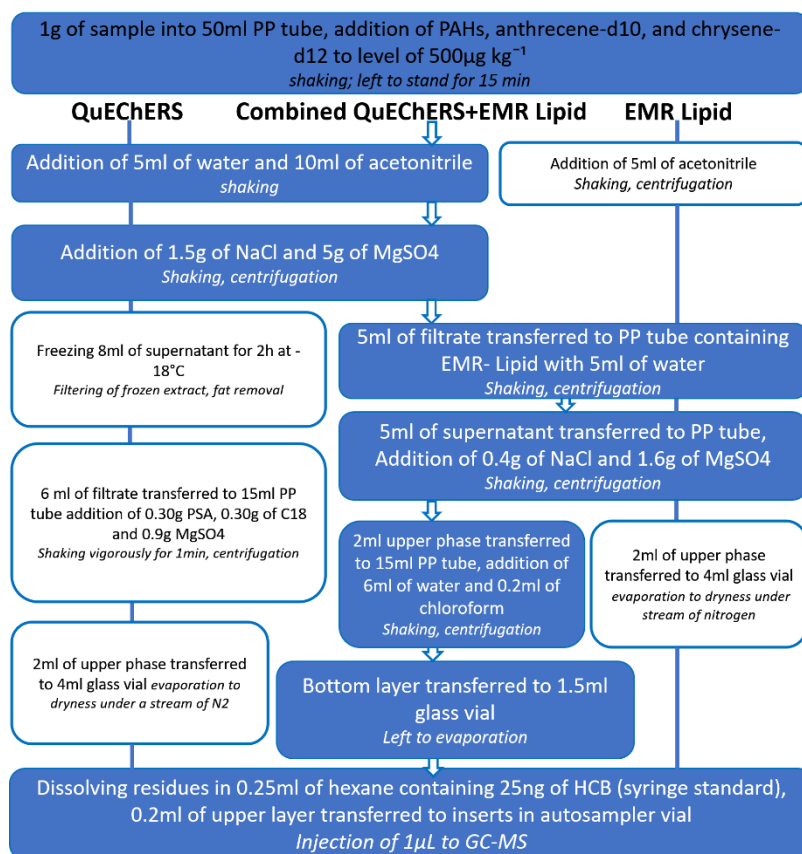 1g of sample into 50ml PP tube, addition of PAHs, anthrecene-d10, and chrysene-
d12 to level of 500µg kg⁻¹
shaking; left to stand for 15 min
QuEChERS
Combined QuEChERS+EMR Lipid
EMR Lipid
Addition of 5ml of water and 10ml of acetonitrile
shaking
Addition of 5ml of acetonitrile
Shaking, centrifugation
Addition of 1.5g of NaCl and 5g of MgSO4
Shaking, centrifugation
Freezing 8ml of supernatant for 2h at -
18°C
Filtering of frozen extract, fat removal
5ml of filtrate transferred to PP tube containing
EMR- Lipid with 5ml of water
Shaking, centrifugation
5ml of supernatant transferred to PP tube,
Addition of 0.4g of NaCl and 1.6g of MgSO4
Shaking, centrifugation
6 ml of filtrate transferred to 15ml PP
tube addition of 0.30g PSA, 0.30g of C18
and 0.9g MgSO4
Shaking vigorously for 1min, centrifugation
2ml upper phase transferred
to 15ml PP tube, addition of
6ml of water and 0.2ml of
chloroform
Shaking, centrifugation
2ml of upper phase
transferred to 4ml glass vial
evaporation to dryness under
stream of nitrogen
2ml of upper phase transferred
to 4ml glass vial evaporation to
dryness under a stream of N2
Bottom layer transferred to 1.5ml
glass vial
Left to evaporation
Dissolving residues in 0.25ml of hexane containing 25ng of HCB (syringe standard),
0.2ml of upper layer transferred to inserts in autosampler vial
Injection of 1µL to GC-MS